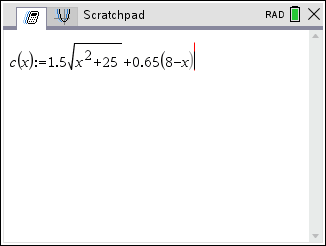 Scratchpad RAD
c(x):=1.5√(x²+25) +0.65(8−x)